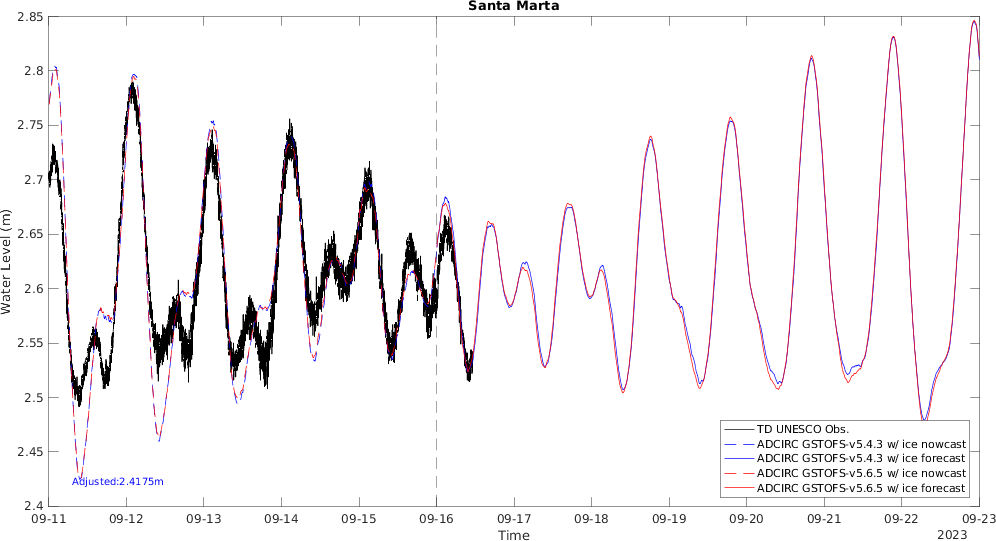 Santa Marta
2.85
2.8
2.75
2.7
2.65
2.6
2.55
2.5
2.45
2.4
Water Level (m)
Adjusted:2.4175m
TD UNESCO Obs.
ADCIRC GSTOFS-v5.4.3 w/ ice nowcast
ADCIRC GSTOFS-v5.4.3 w/ ice forecast
ADCIRC GSTOFS-v5.6.5 w/ ice nowcast
ADCIRC GSTOFS-v5.6.5 w/ ice forecast
09-11 09-12 09-13 09-14 09-15 09-16 09-17 09-18 09-19 09-20 09-21 09-22 09-23
Time
2023